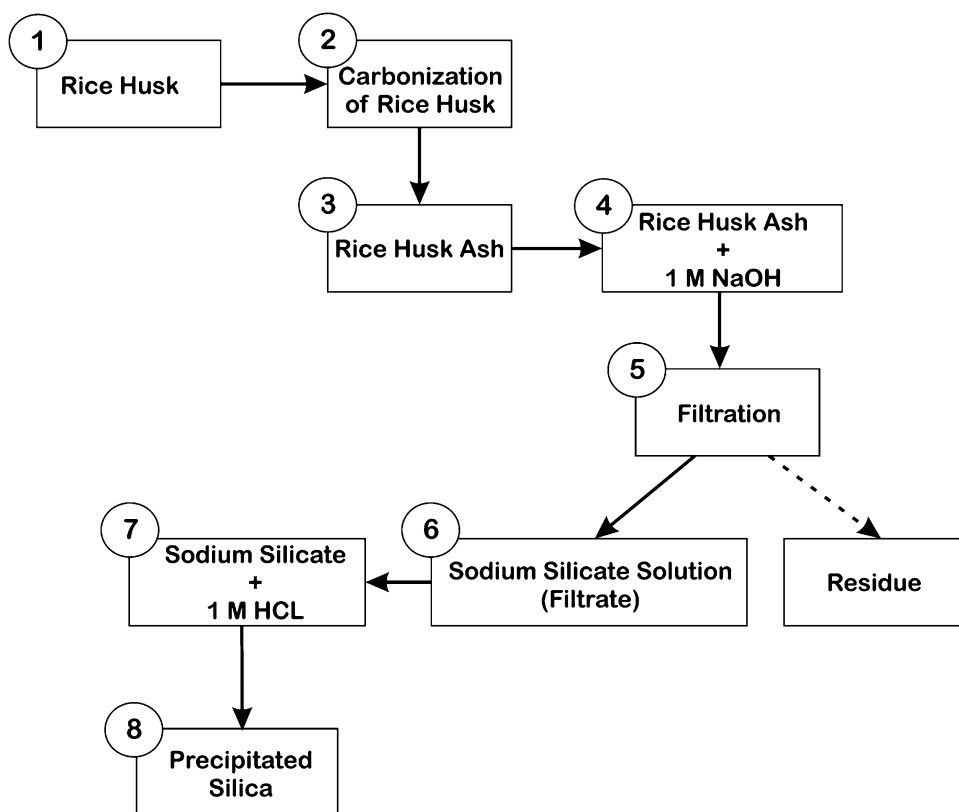 1
Rice Husk
2
Carbonization
of Rice Husk
3
Rice Husk Ash
4
Rice Husk Ash
+
1 M NaOH
5
Filtration
6
Sodium Silicate Solution
(Filtrate)
Residue
7
Sodium Silicate
+
1 M HCL
8
Precipitated
Silica